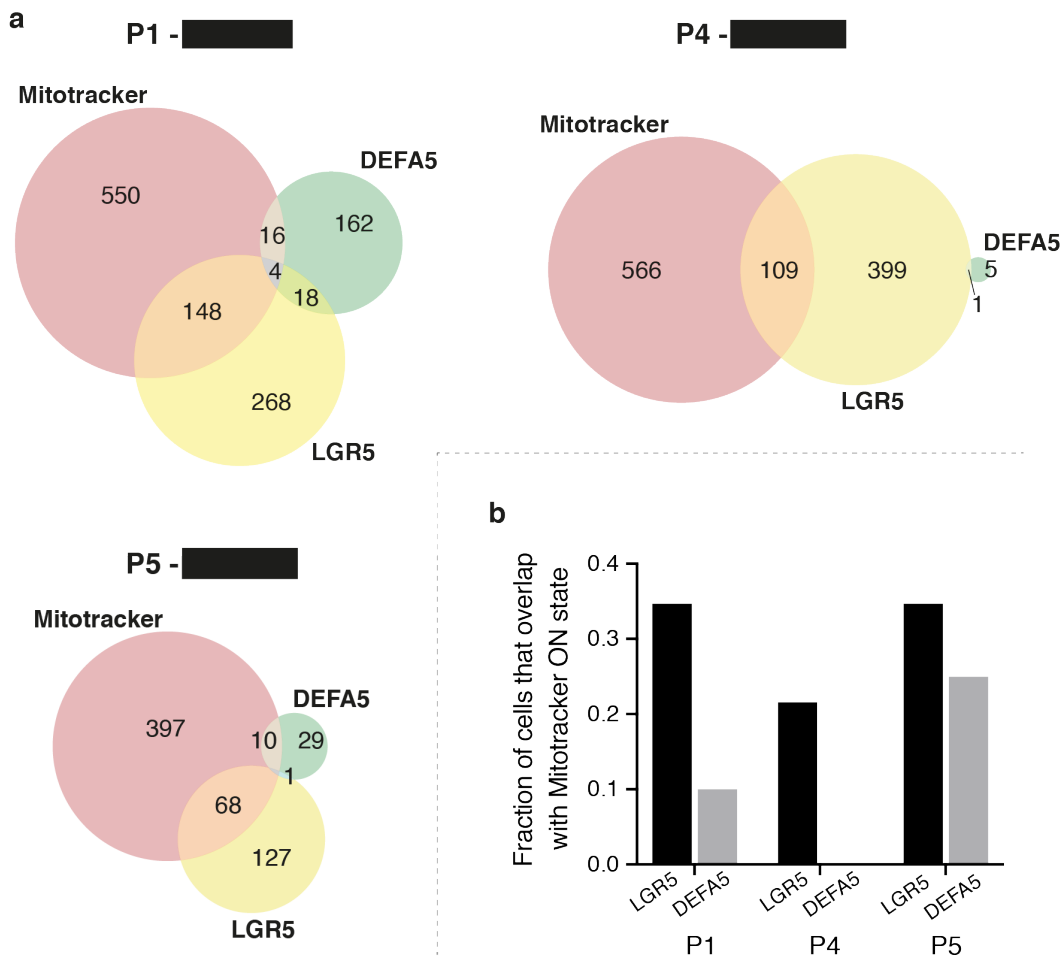 a
P1 -
Mitotracker
DEFA5
550
16
162
4
18
148
268
LGR5
P4 -
Mitotracker
DEFA5
566
109
399
5
1
LGR5
P5 -
Mitotracker
DEFA5
397
10
29
1
68
127
LGR5
b
Fraction of cells that overlap
with Mitotracker ON state
0.4
0.3
0.2
0.1
0.0
LGR5
DEFA5
LGR5
DEFA5
LGR5
DEFA5
P1
P4
P5